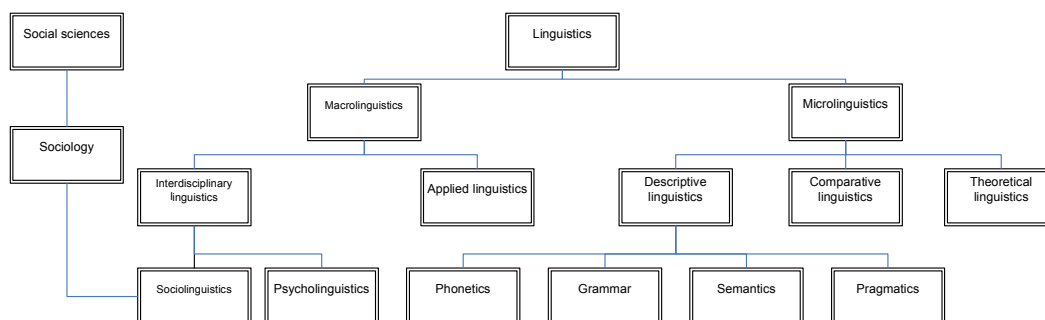 Social sciences
Linguistics
Macrolinguistics
Microlinguistics
Sociology
Interdisciplinary
linguistics
Applied linguistics
Descriptive
linguistics
Comparative
linguistics
Theoretical
linguistics
Sociolinguistics
Psycholinguistics
Phonetics
Grammar
Semantics
Pragmatics